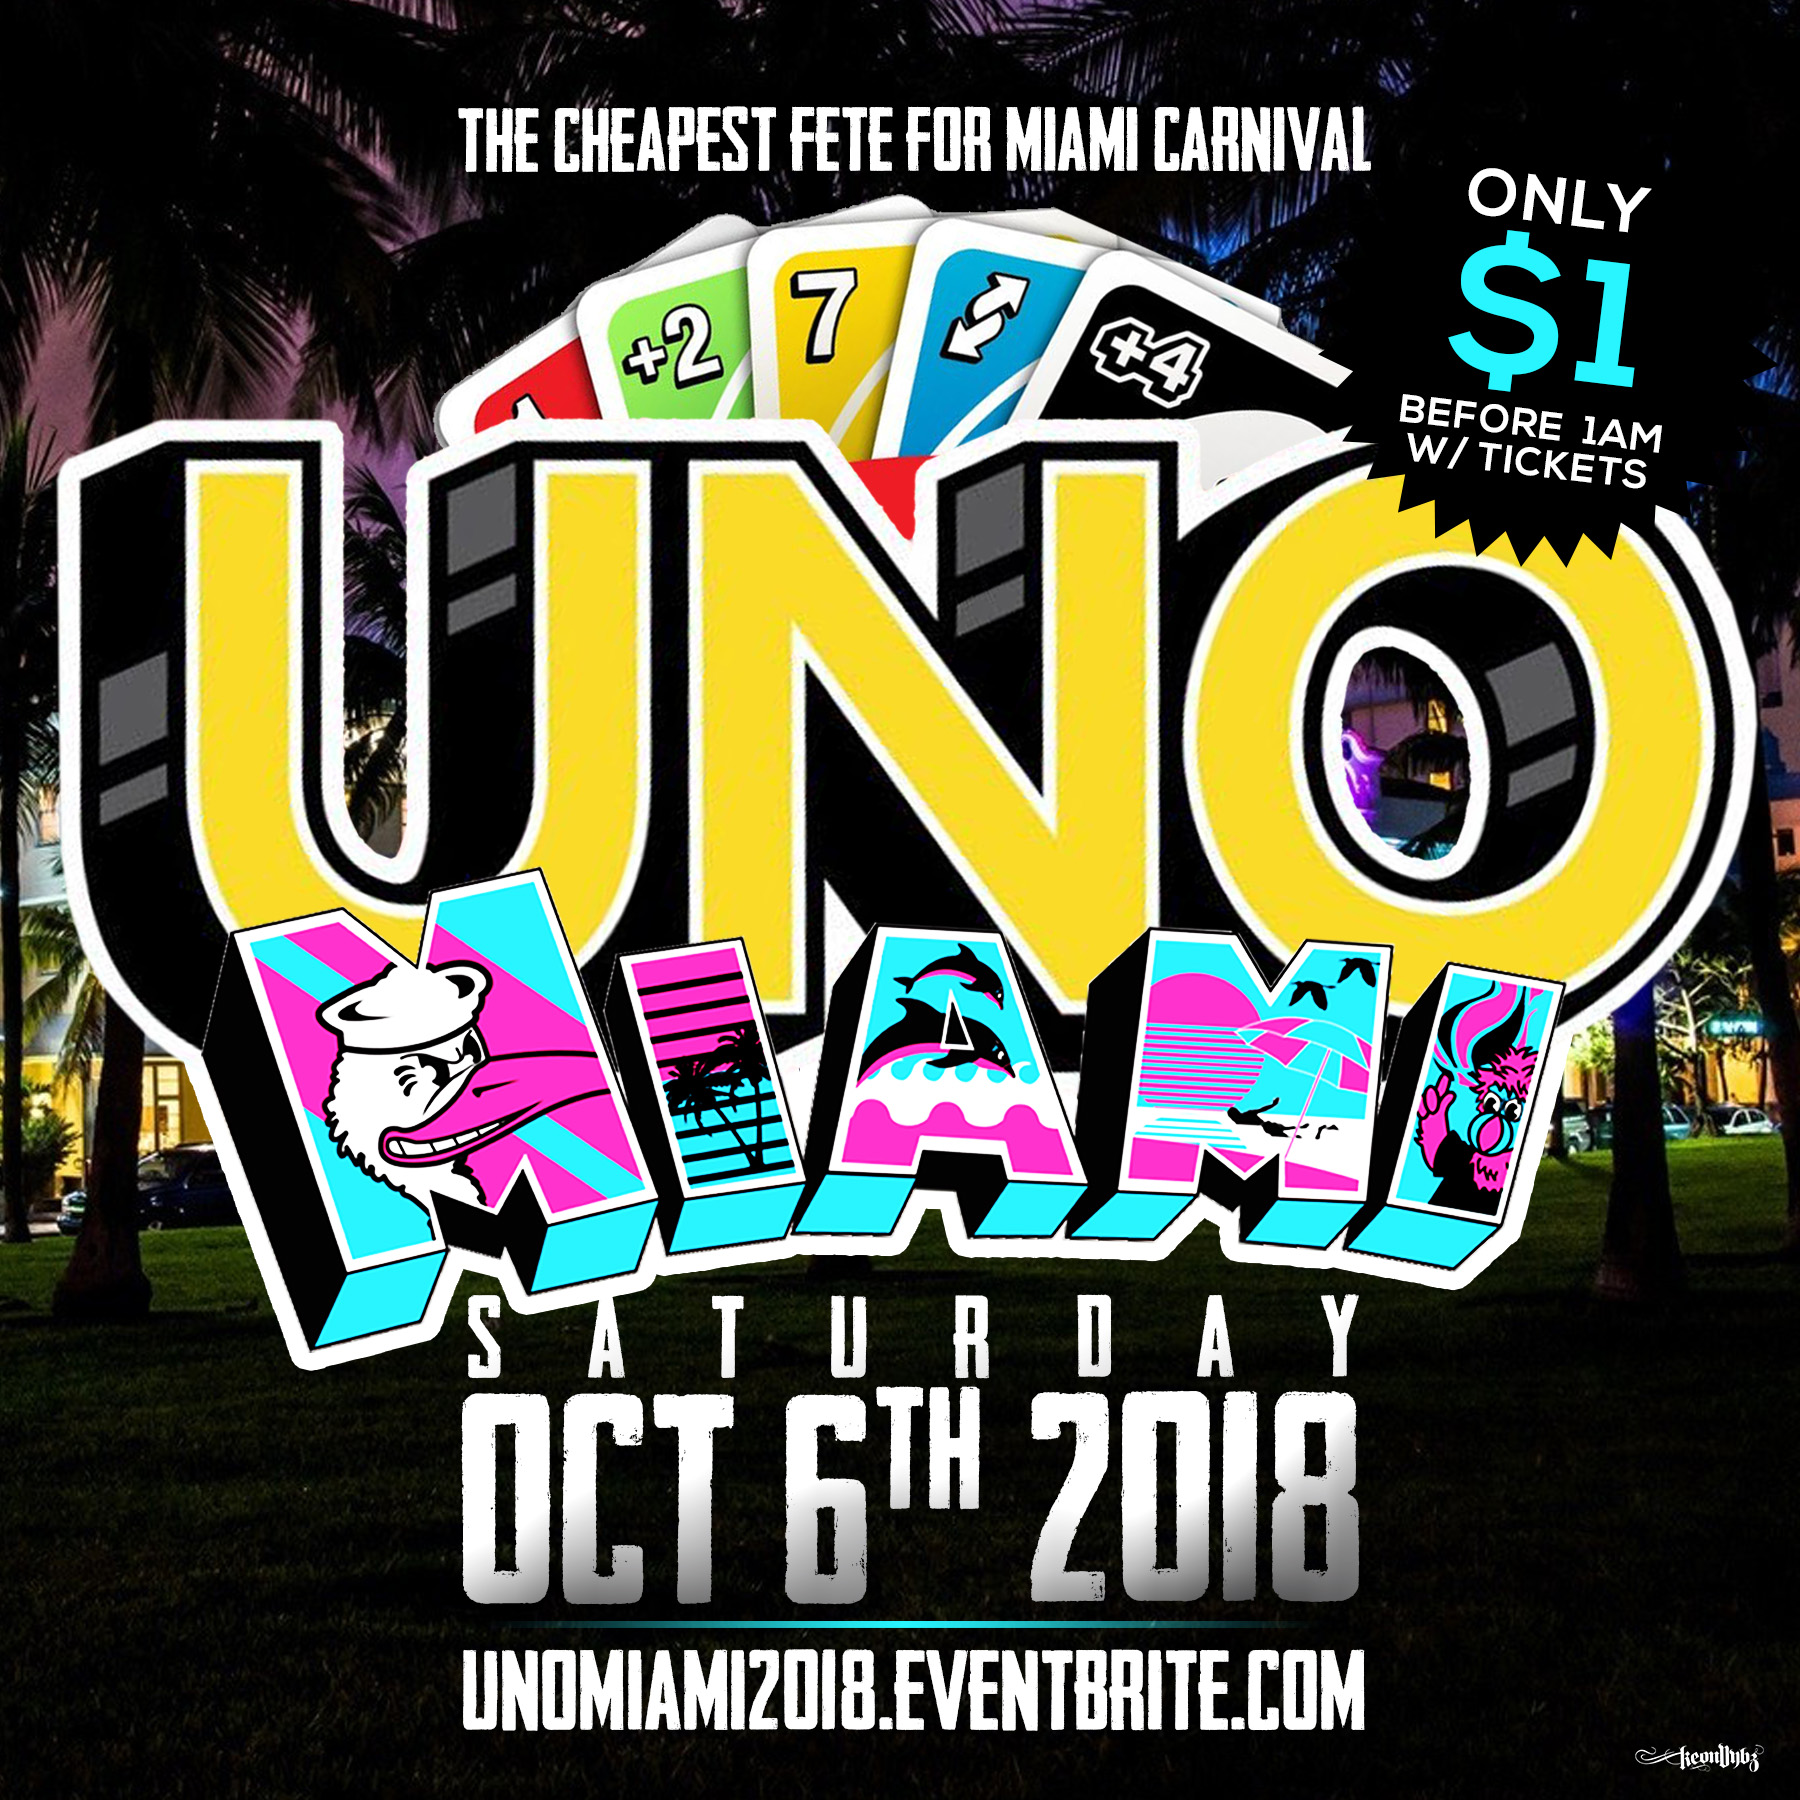 THE CHEAPEST FETE FOR MIAMI CARNIVAL
ONLY
$1
BEFORE 1AM
W/ TICKETS
+2
7
+4
UNO
MIAMI
SATURDAY
OCT 6TH 2018
UNOMIAMI2018.EVENTBRITE.COM
KeonVybz